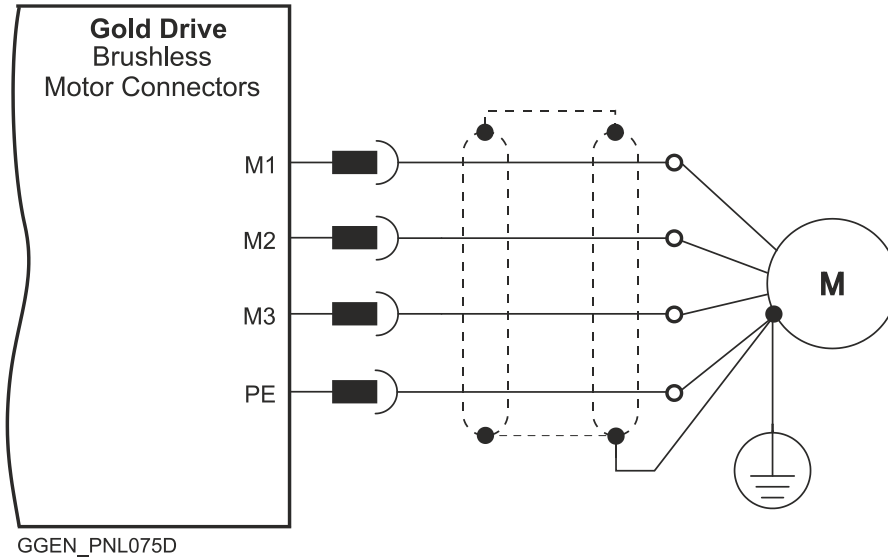 Gold Drive
Brushless
Motor Connectors
M1
M2
M3
PE
M
GGEN_PNL075D